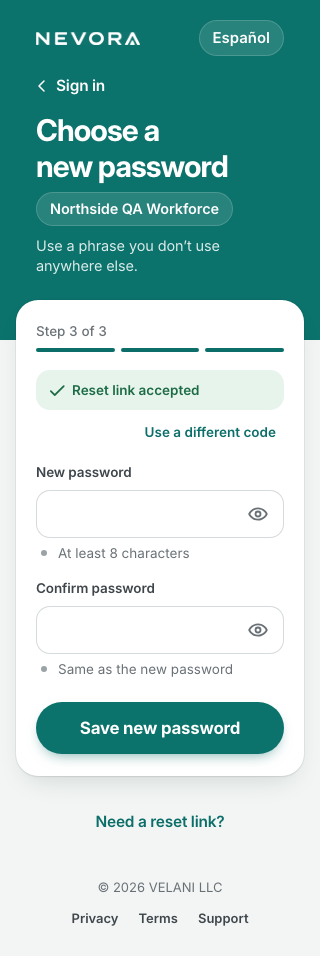 NEVORA
Español
Sign in
Choose a
new password
Northside QA Workforce
Use a phrase you don’t use
anywhere else.
Step 3 of 3
Reset link accepted
Use a different code
New password
At least 8 characters
Confirm password
Same as the new password
Save new password
Need a reset link?
© 2026 VELANI LLC
Privacy Terms Support